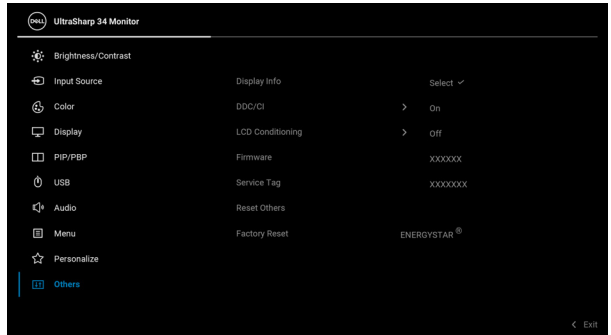 DELL UltraSharp 34 Monitor
Brightness/Contrast
Input Source Display Info Select ✓
Color DDC/CI > On
Display LCD Conditioning > Off
PIP/PBP Firmware XXXXXX
USB Service Tag XXXXXXX
Audio Reset Others
Menu Factory Reset ENERGYSTAR ®
Personalize
Others
< Exit